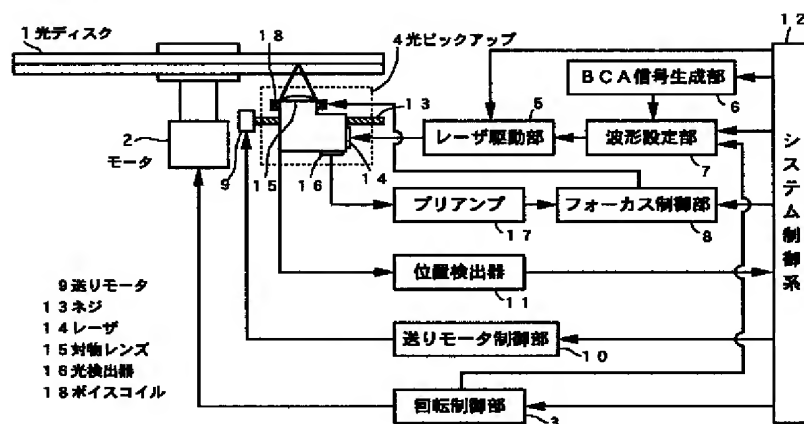 1光ディスク
18
4光ピックアップ
12
BCA信号生成部
6
13
5
2
モータ
レーザ駆動部
波形設定部
7
9
15
16
14
プリアンプ
17
フォーカス制御部
8
システム制御系
位置検出器
11
9送りモータ
13ネジ
14レーザ
15対物レンズ
16光検出器
18ボイスコイル
送りモータ制御部
10
回転制御部
3